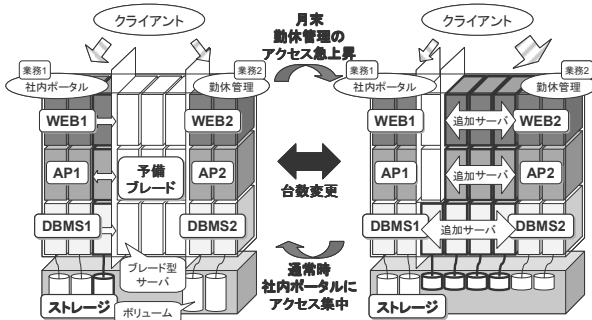 クライアント
業務1
社内ポータル
業務2
勤休管理
WEB1
WEB2
AP1
予備
ブレード
AP2
DBMS1
DBMS2
ブレード型
サーバ
ストレージ
ボリューム
月末
勤休管理の
アクセス急上昇
台数変更
通常時
社内ポータルに
アクセス集中
クライアント
業務1
社内ポータル
業務2
勤休管理
WEB1
追加サーバ
WEB2
AP1
追加サーバ
AP2
DBMS1
追加サーバ
DBMS2
ストレージ